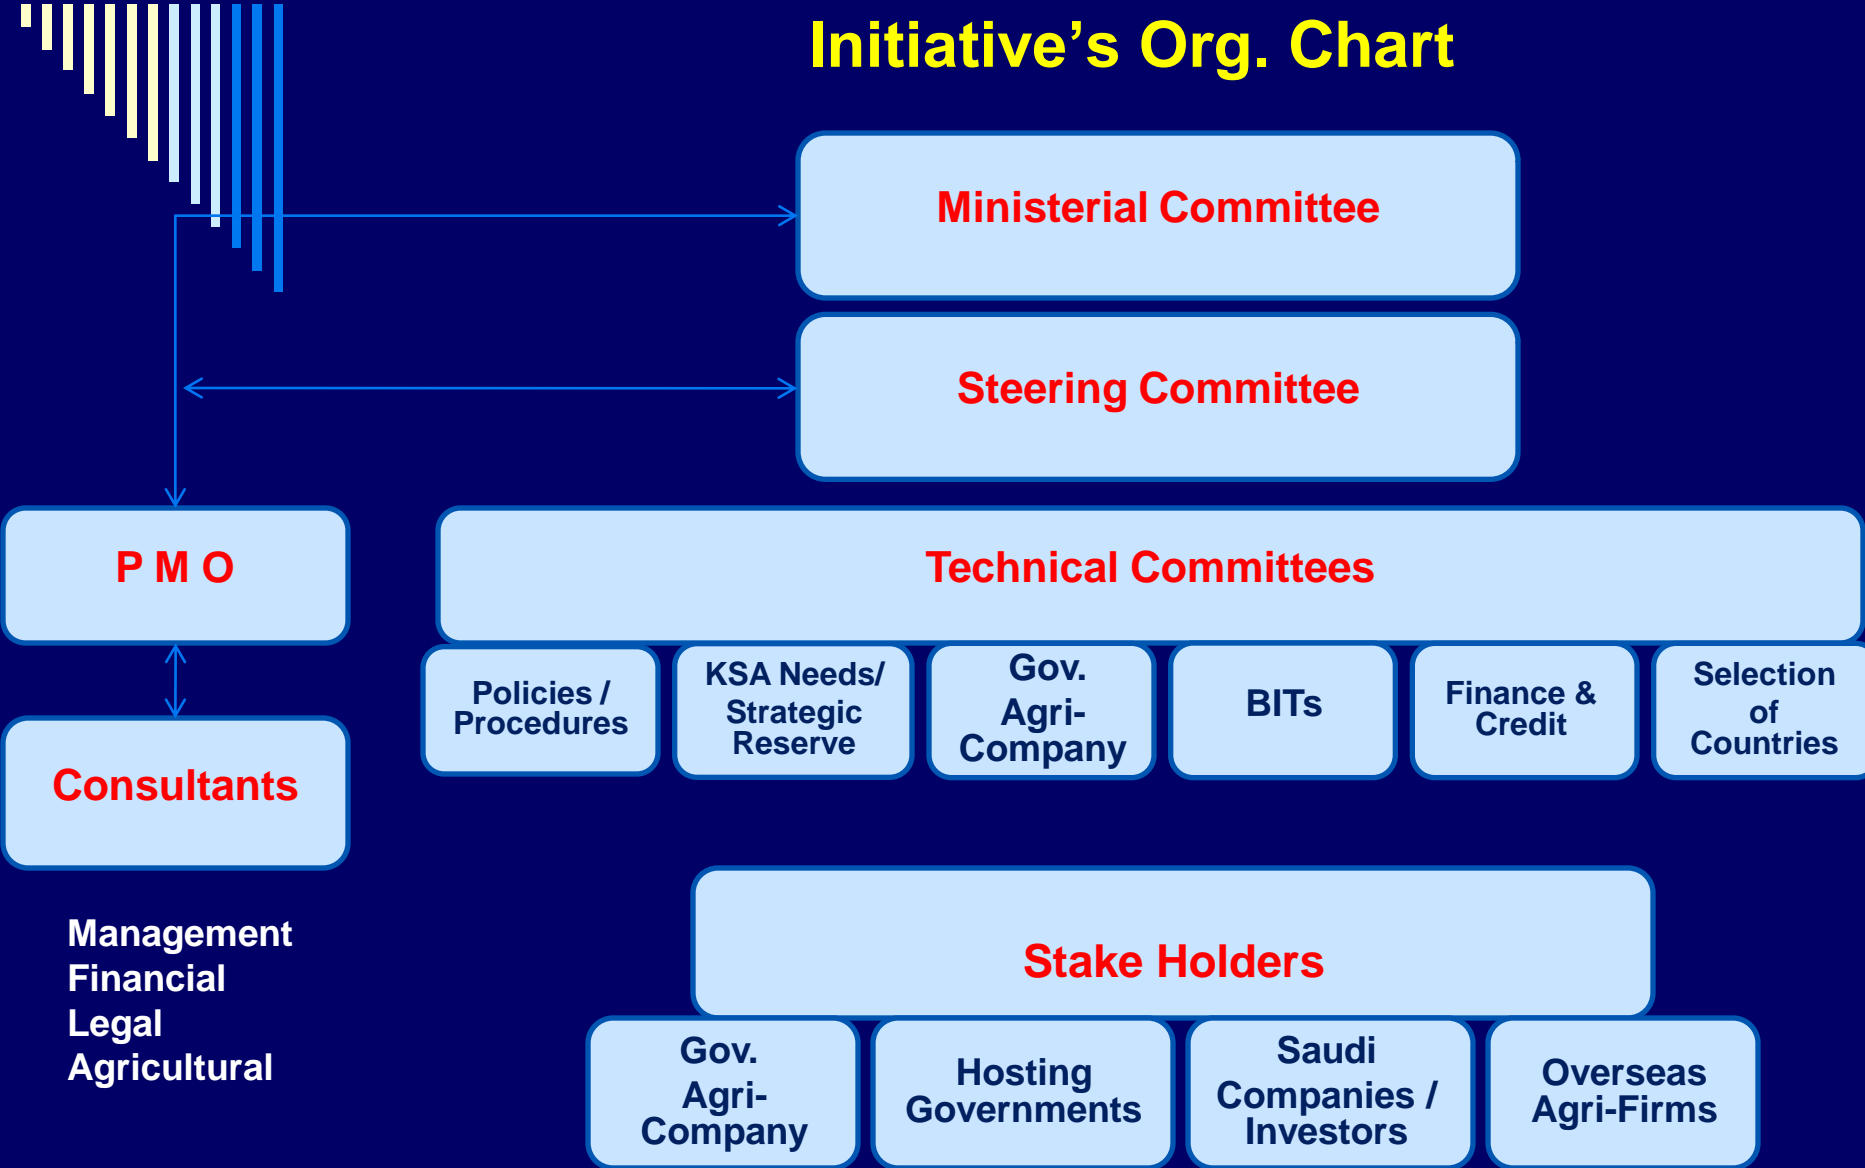 Initiative’s Org. Chart
Ministerial Committee
Steering Committee
P M O
Technical Committees
Policies /
Procedures
KSA Needs/
Strategic
Reserve
Gov.
Agri-
Company
BITs
Finance &
Credit
Selection
of
Countries
Consultants
Management
Financial
Legal
Agricultural
Stake Holders
Gov.
Agri-
Company
Hosting
Governments
Saudi
Companies /
Investors
Overseas
Agri-Firms